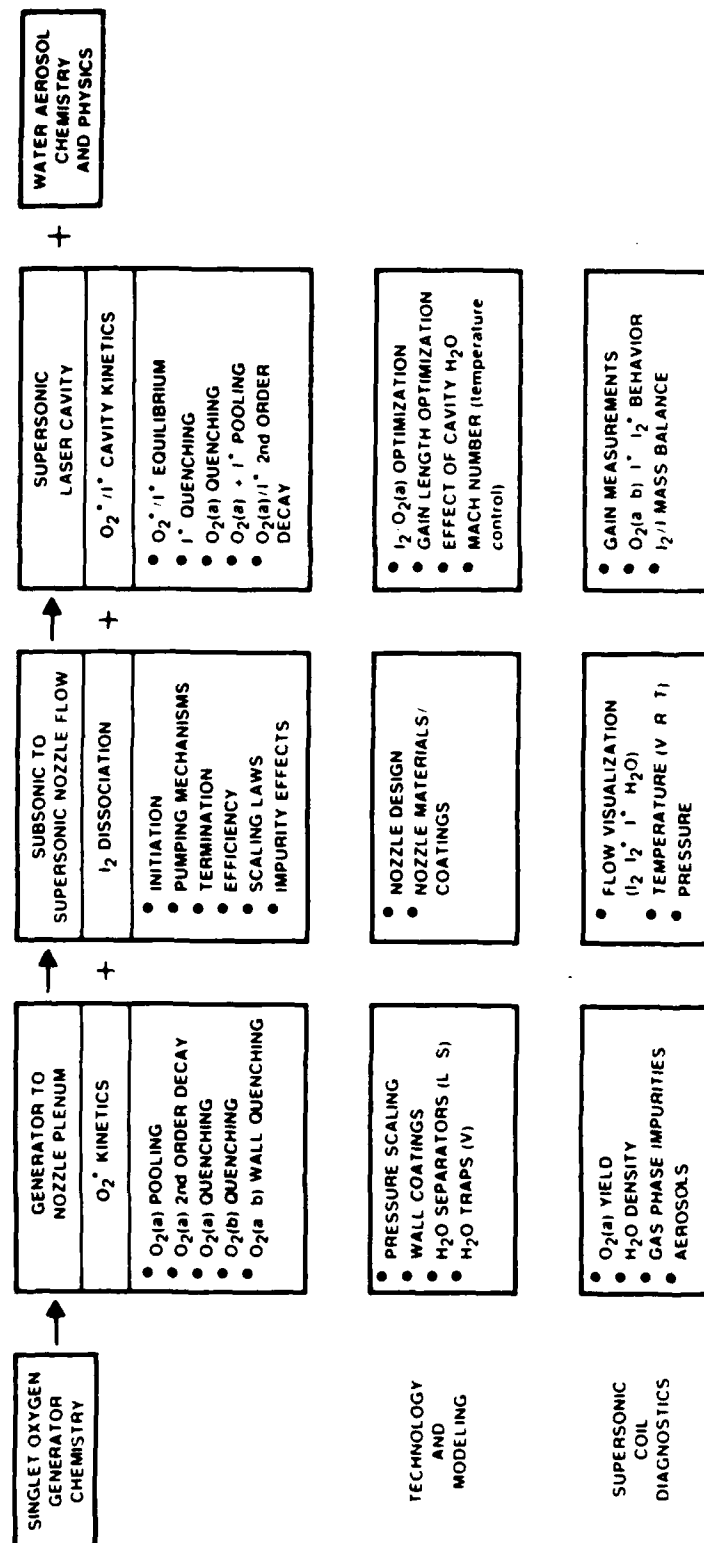 SINGLET OXYGEN
GENERATOR
CHEMISTRY
GENERATOR TO
NOZZLE PLENUM
O₂* KINETICS
● O₂(a) POOLING
● O₂(a) 2nd ORDER DECAY
● O₂(a) QUENCHING
● O₂(b) QUENCHING
● O₂(a b) WALL QUENCHING
+
SUBSONIC TO
SUPERSONIC NOZZLE FLOW
I₂ DISSOCIATION
● INITIATION
● PUMPING MECHANISMS
● TERMINATION
● EFFICIENCY
● SCALING LAWS
● IMPURITY EFFECTS
+
SUPERSONIC
LASER CAVITY
O₂*/I* CAVITY KINETICS
● O₂*/I* EQUILIBRIUM
● I* QUENCHING
● O₂(a) QUENCHING
● O₂(a) + I* POOLING
● O₂(a)/I* 2nd ORDER
DECAY
+
WATER AEROSOL
CHEMISTRY
AND PHYSICS
TECHNOLOGY
AND
MODELING
● PRESSURE SCALING
● WALL COATINGS
● H₂O SEPARATORS (L S)
● H₂O TRAPS (V)
● NOZZLE DESIGN
● NOZZLE MATERIALS/
COATINGS
● I₂·O₂(a) OPTIMIZATION
● GAIN LENGTH OPTIMIZATION
● EFFECT OF CAVITY H₂O
● MACH NUMBER (temperature
control)
SUPERSONIC
COIL
DIAGNOSTICS
● O₂(a) YIELD
● H₂O DENSITY
● GAS PHASE IMPURITIES
● AEROSOLS
● FLOW VISUALIZATION
(I₂ I₂* I* H₂O)
● TEMPERATURE (V R T)
● PRESSURE
● GAIN MEASUREMENTS
● O₂(a b) I* I₂* BEHAVIOR
● I₂/I MASS BALANCE